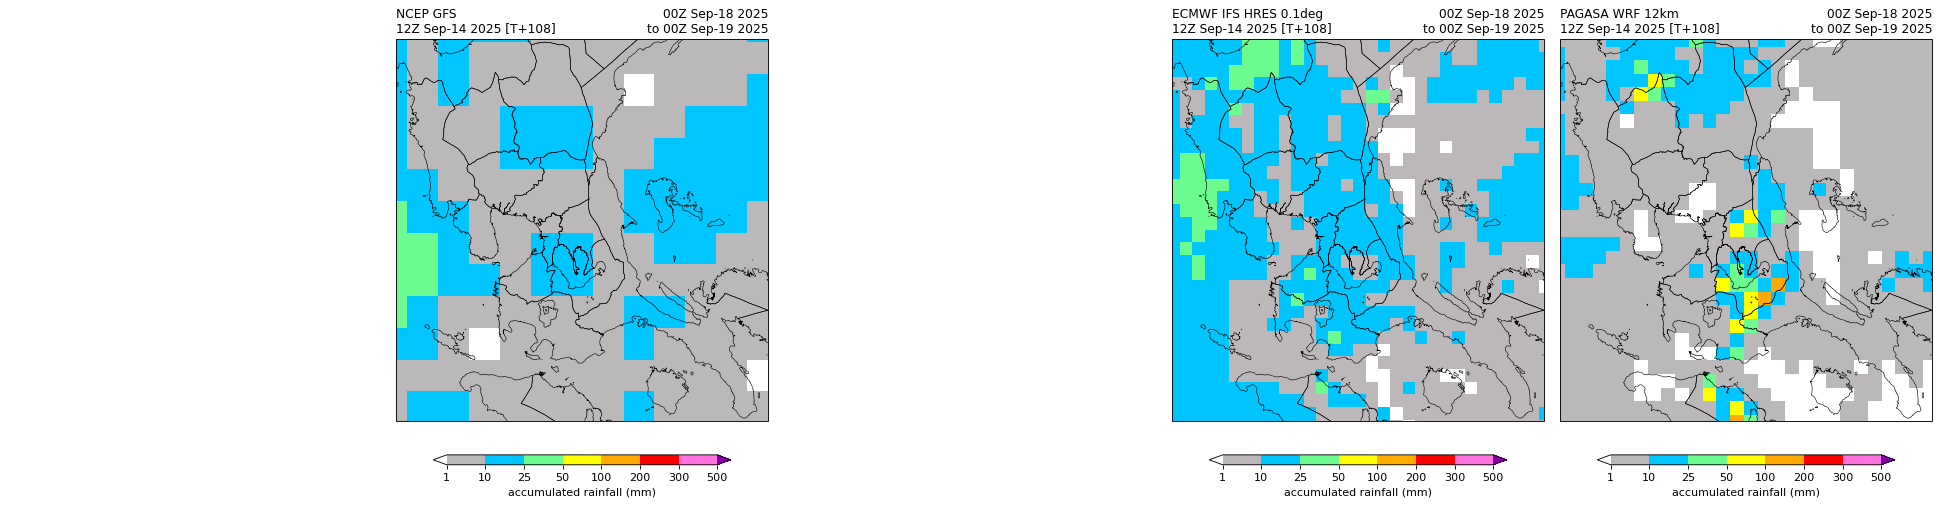 NCEP GFS 00Z Sep-18 2025
12Z Sep-14 2025 [T+108] to 00Z Sep-19 2025
1 10 25 50 100 200 300 500
accumulated rainfall (mm)
ECMWF IFS HRES 0.1deg 00Z Sep-18 2025
12Z Sep-14 2025 [T+108] to 00Z Sep-19 2025
1 10 25 50 100 200 300 500
accumulated rainfall (mm)
PAGASA WRF 12km 00Z Sep-18 2025
12Z Sep-14 2025 [T+108] to 00Z Sep-19 2025
1 10 25 50 100 200 300 500
accumulated rainfall (mm)